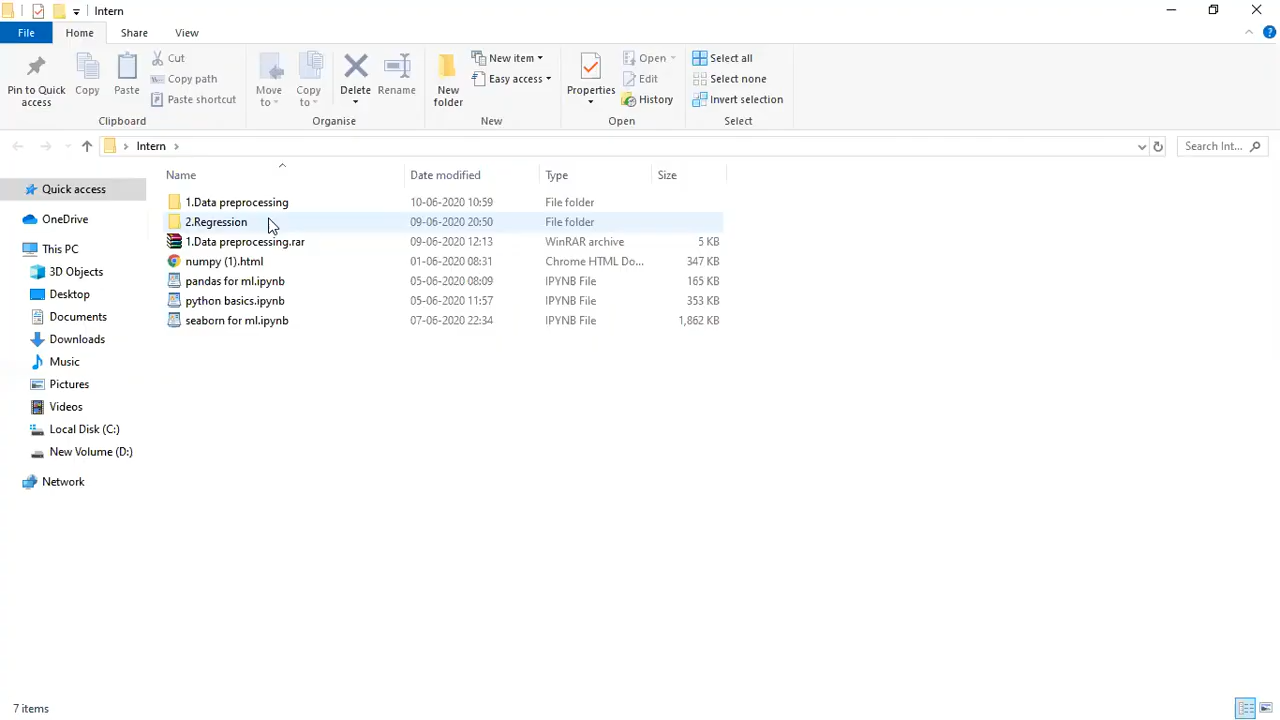 Intern
File Home Share View
Pin to Quick access
Copy
Paste
Cut
Copy path
Paste shortcut
Clipboard
Move to
Copy to
Delete
Rename
Organise
New folder
New item
Easy access
New
Properties
Open
Edit
History
Open
Select all
Select none
Invert selection
Select
Intern
Search Int...
Name Date modified Type Size
1.Data preprocessing 10-06-2020 10:59 File folder
2.Regression 09-06-2020 20:50 File folder
1.Data preprocessing.rar 09-06-2020 12:13 WinRAR archive 5 KB
numpy (1).html 01-06-2020 08:31 Chrome HTML Do... 347 KB
pandas for ml.ipynb 05-06-2020 08:09 IPYNB File 165 KB
python basics.ipynb 05-06-2020 11:57 IPYNB File 353 KB
seaborn for ml.ipynb 07-06-2020 22:34 IPYNB File 1,862 KB
Quick access
OneDrive
This PC
3D Objects
Desktop
Documents
Downloads
Music
Pictures
Videos
Local Disk (C:)
New Volume (D:)
Network
7 items